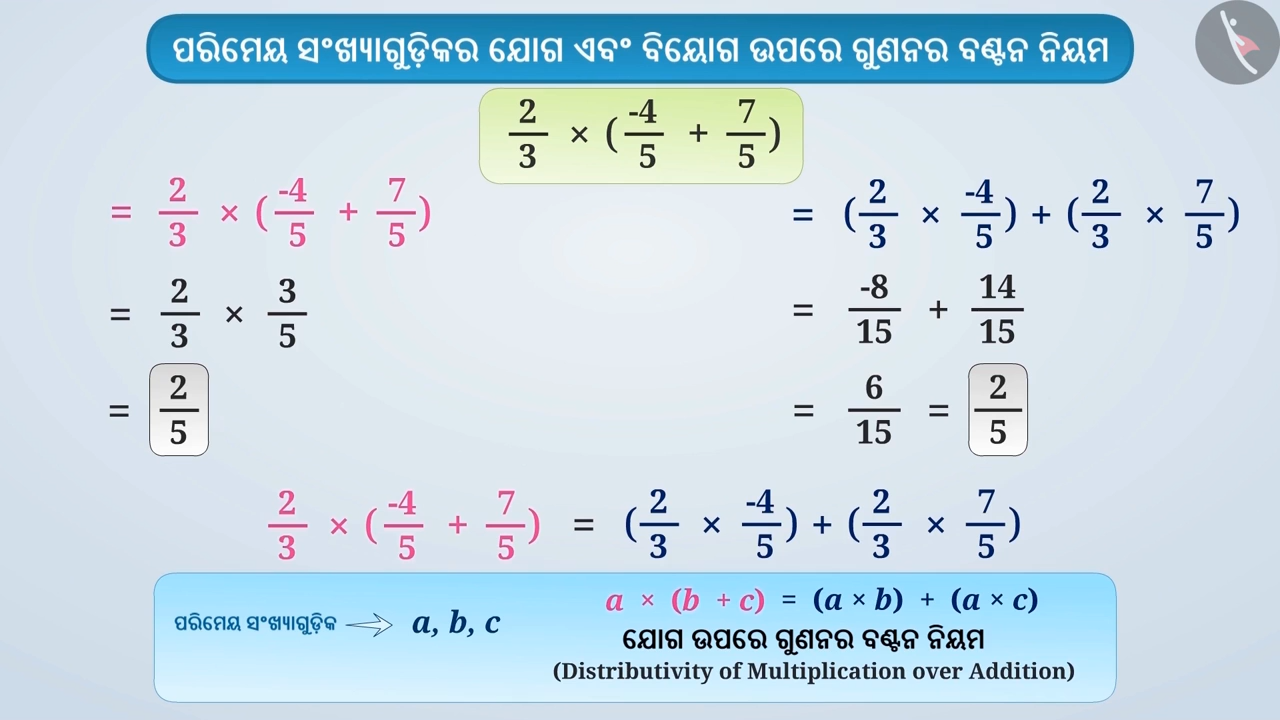 ପରିମେୟ ସଂଖ୍ୟାଗୁଡ଼ିକର ଯୋଗ ଏବଂ ବିୟୋଗ ଉପରେ ଗୁଣନର ବଣ୍ଟନ ନିୟମ
2/3 × (-4/5 + 7/5)
= 2/3 × (-4/5 + 7/5)
= 2/3 × 3/5
= 2/5
= (2/3 × -4/5) + (2/3 × 7/5)
= -8/15 + 14/15
= 6/15 = 2/5
2/3 × (-4/5 + 7/5) = (2/3 × -4/5) + (2/3 × 7/5)
ପରିମେୟ ସଂଖ୍ୟାଗୁଡ଼ିକ → a, b, c
a × (b + c) = (a × b) + (a × c)
ଯୋଗ ଉପରେ ଗୁଣନର ବଣ୍ଟନ ନିୟମ
(Distributivity of Multiplication over Addition)